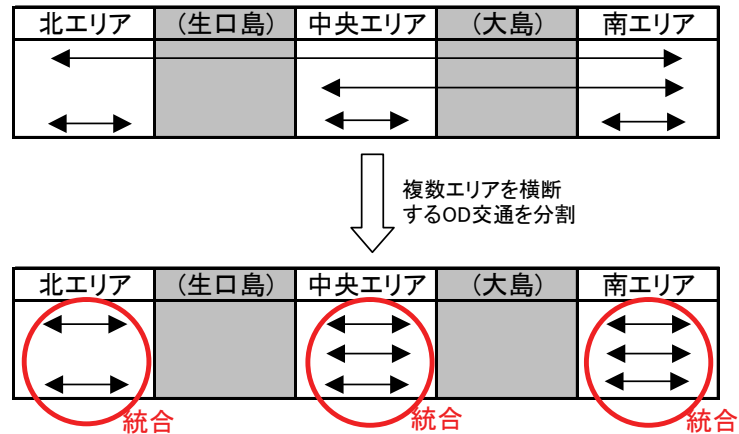 北エリア （生口島） 中央エリア （大島） 南エリア
複数エリアを横断
するOD交通を分割
北エリア （生口島） 中央エリア （大島） 南エリア
統合 統合 統合